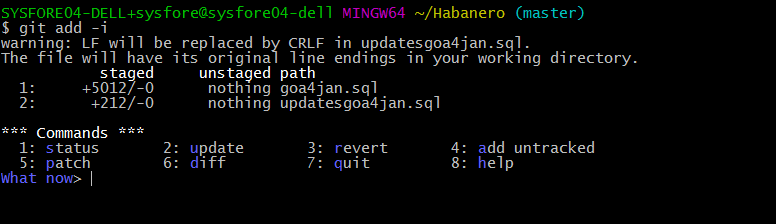 SYSFORE04-DELL+sysfore@sysfore04-dell MINGW64 ~/Habanero (master)
$ git add -i
warning: LF will be replaced by CRLF in updatesgoa4jan.sql.
The file will have its original line endings in your working directory.
staged     unstaged path
1:       +5012/-0      nothing goa4jan.sql
2:        +212/-0      nothing updatesgoa4jan.sql
*** Commands ***
1: status       2: update       3: revert       4: add untracked
5: patch        6: diff         7: quit         8: help
What now>